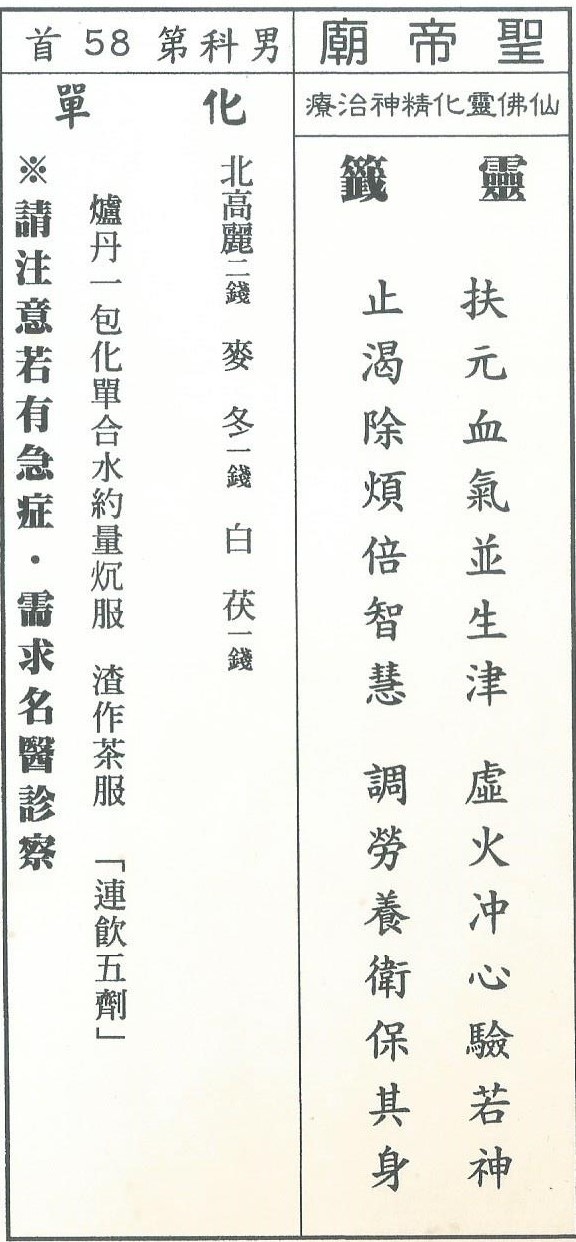 聖帝廟
仙佛靈化精神治療
靈籤
扶元血氣並生津　虛火冲心驗若神
止渴除煩倍智慧　調勞養衛保其身
男科第58首
化單
北高麗二錢　麥冬一錢　白茯一錢
爐丹一包化單合水約量炕服　渣作茶服　「連飲五劑」
※請注意若有急症・需求名醫診察